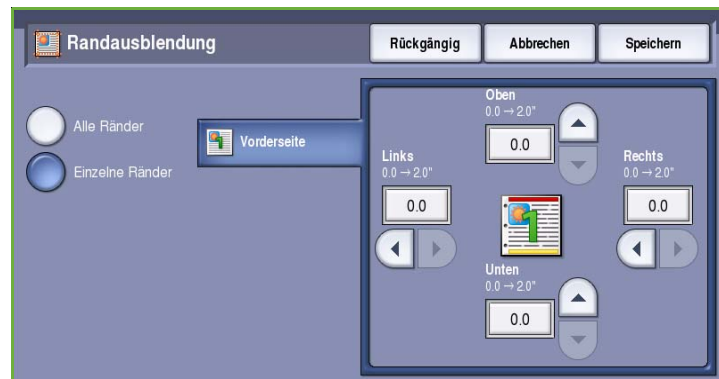 Randausblendung
Rückgängig
Abbrechen
Speichern
Alle Ränder
Einzelne Ränder
Vorderseite
Oben
0.0 → 2.0"
0.0
Links
0.0 → 2.0"
0.0
Rechts
0.0 → 2.0"
0.0
1
Unten
0.0 → 2.0"
0.0